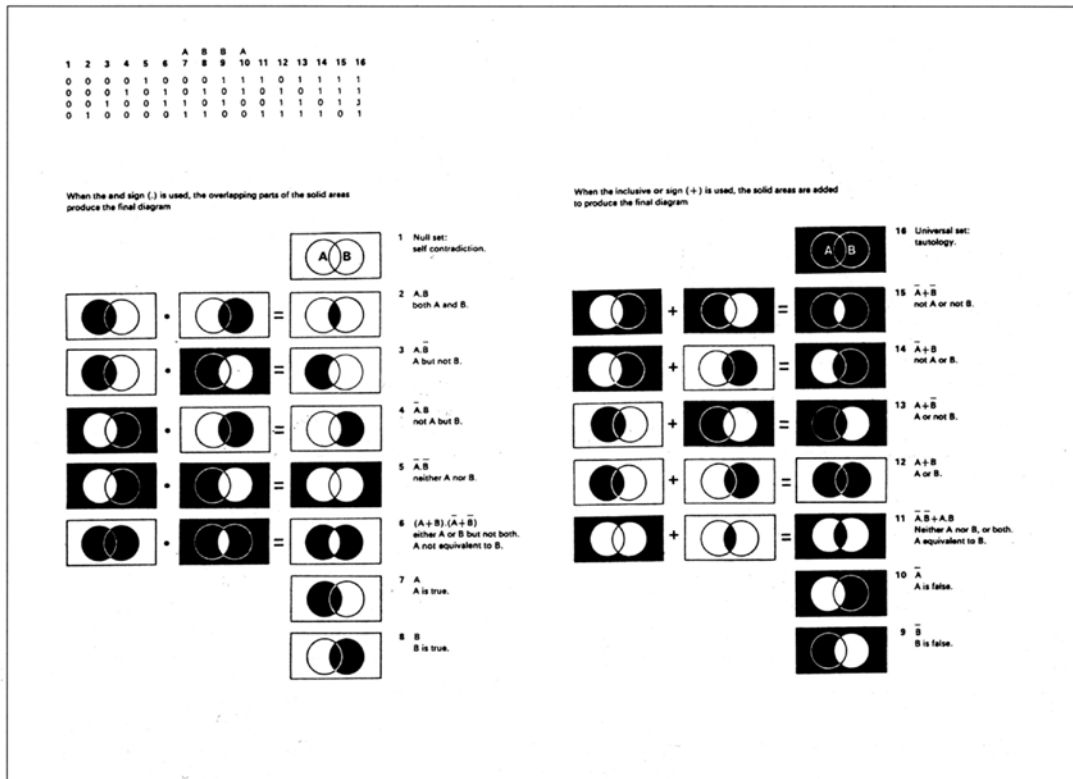 A B B A
1 2 3 4 5 6 7 8 9 10 11 12 13 14 15 16
0 0 0 0 1 0 0 0 1 1 1 0 1 1 1 1
0 0 0 1 0 1 0 1 0 1 0 1 0 1 1 1
0 0 1 0 0 1 1 0 1 0 0 1 1 0 1 1
0 1 0 0 0 0 1 1 0 0 1 1 1 1 0 1
When the and sign (.) is used, the overlapping parts of the solid areas
produce the final diagram
A B
1 Null set:
self contradiction.
2 A.B
both A and B.
3 A.B̅
A but not B.
4 A̅.B
not A but B.
5 A̅.B̅
neither A nor B.
6 (A+B).(A̅+B̅)
either A or B but not both.
A not equivalent to B.
7 A
A is true.
8 B
B is true.
When the inclusive or sign (+) is used, the solid areas are added
to produce the final diagram
A B
16 Universal set:
tautology.
15 A̅+B̅
not A or not B.
14 A̅+B
not A or B.
13 A+B̅
A or not B.
12 A+B
A or B.
11 A̅.B̅+A.B
Neither A nor B, or both.
A equivalent to B.
10 A̅
A is false.
9 B̅
B is false.